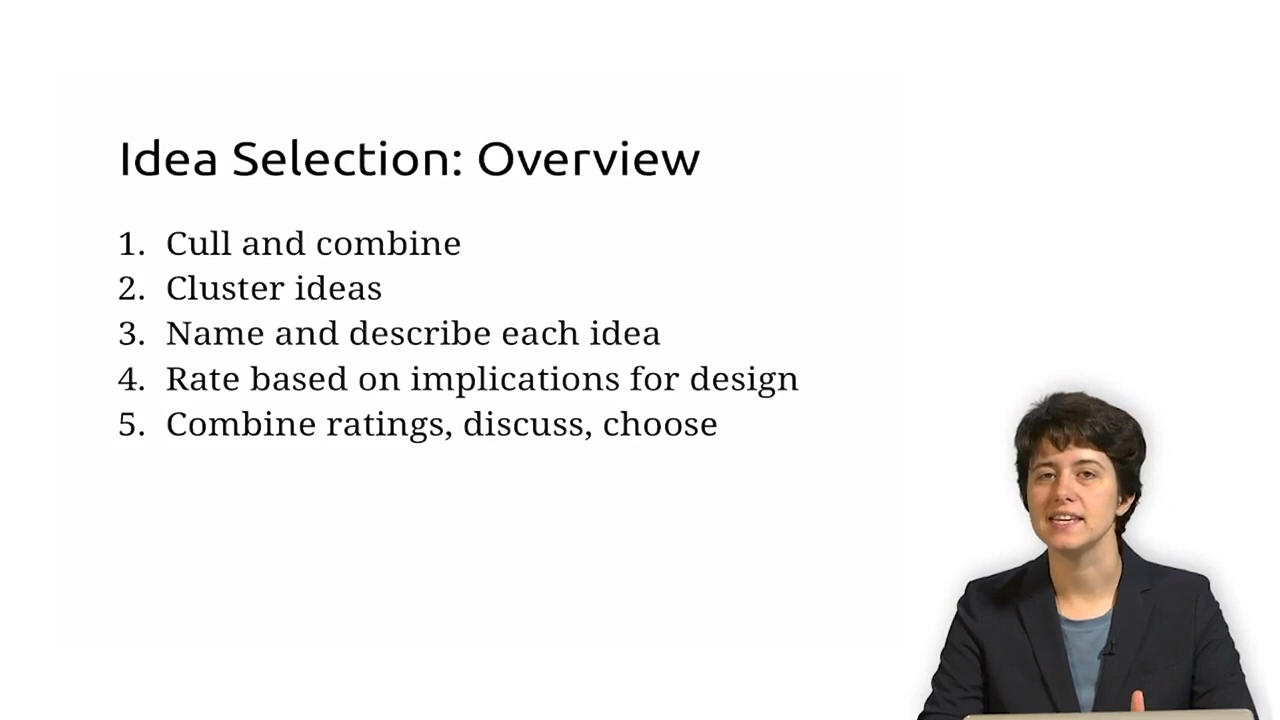 Idea Selection: Overview
1. Cull and combine
2. Cluster ideas
3. Name and describe each idea
4. Rate based on implications for design
5. Combine ratings, discuss, choose